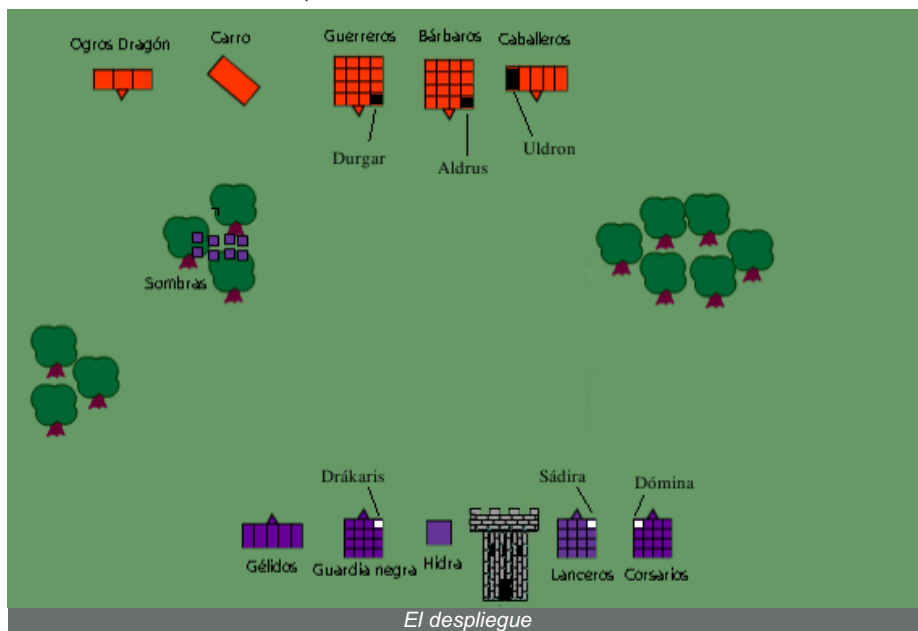 Ogros Dragón
Carro
Guerreros
Bárbaros
Caballeros
Durgar
Aldrus
Uldron
Sombras
Drákaris
Sádira
Dómina
Gélidos
Guardia negra
Hidra
Lanceros
Corsarios
El despliegue